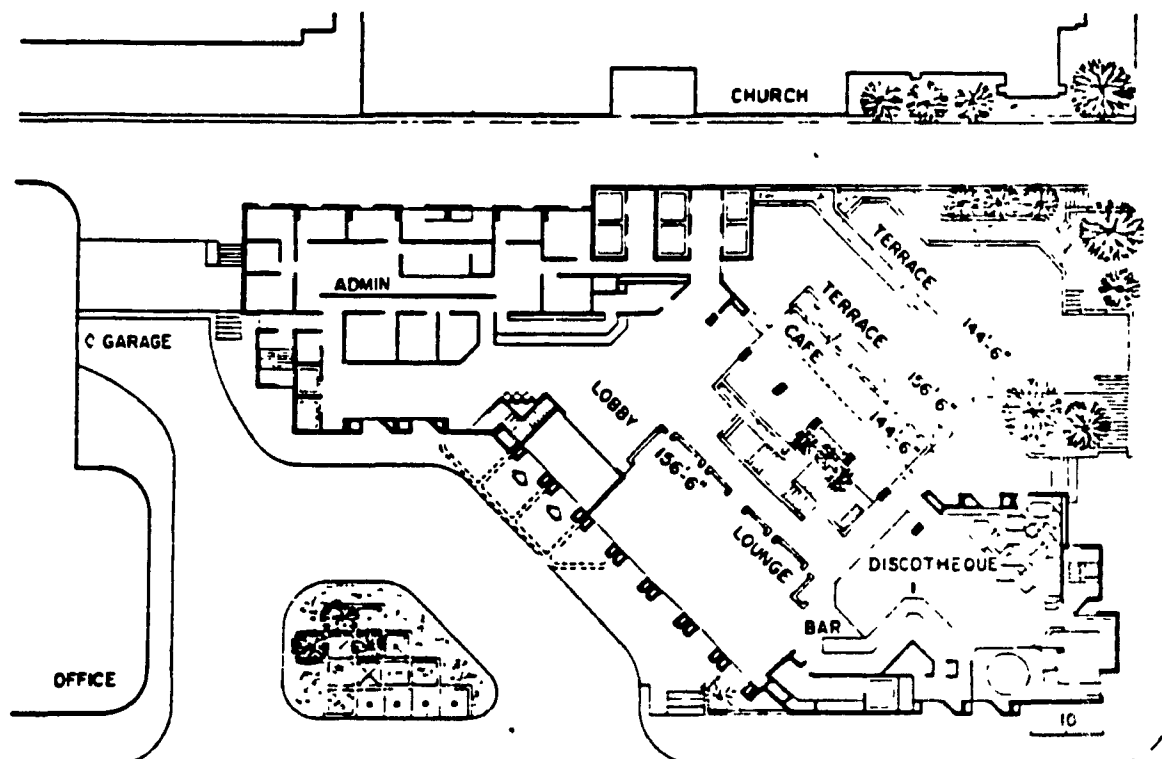 CHURCH
TERRACE
ADMIN
TERRACE
CAFE
144'-6"
₵ GARAGE
156'-6"
LOBBY
144'-6"
156'-6"
LOUNGE
DISCOTHEQUE
BAR
OFFICE
10